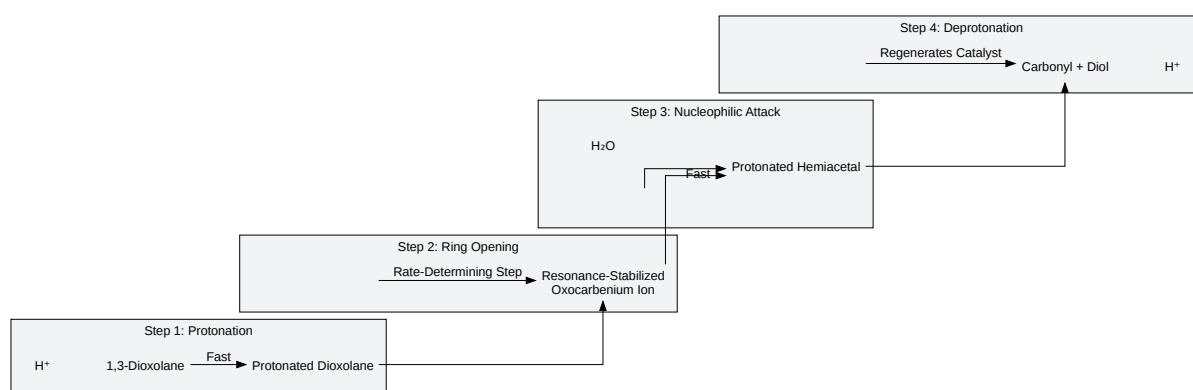 Step 4: Deprotonation
Regenerates Catalyst
Carbonyl + Diol
H⁺
Step 3: Nucleophilic Attack
H₂O
Fast
Protonated Hemiacetal
Step 2: Ring Opening
Rate-Determining Step
Resonance-Stabilized
Oxocarbenium Ion
Step 1: Protonation
H⁺
1,3-Dioxolane
Fast
Protonated Dioxolane